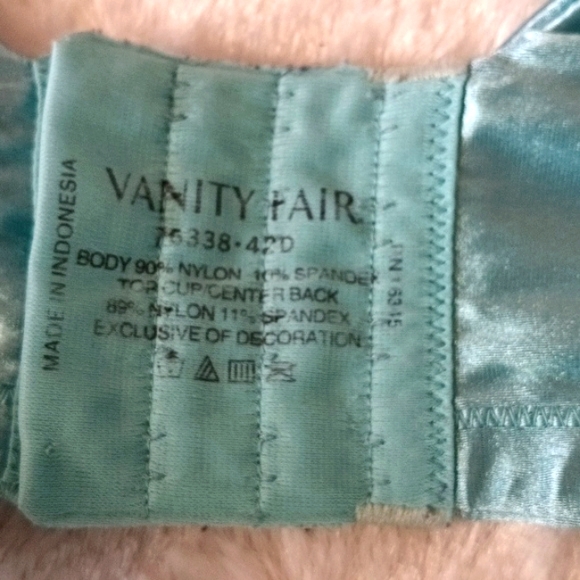 VANITY FAIR
76338-42D
BODY 90% NYLON 10% SPANDEX
TOP CUP/CENTER BACK
89% NYLON 11% SPANDEX
EXCLUSIVE OF DECORATION
MADE IN INDONESIA